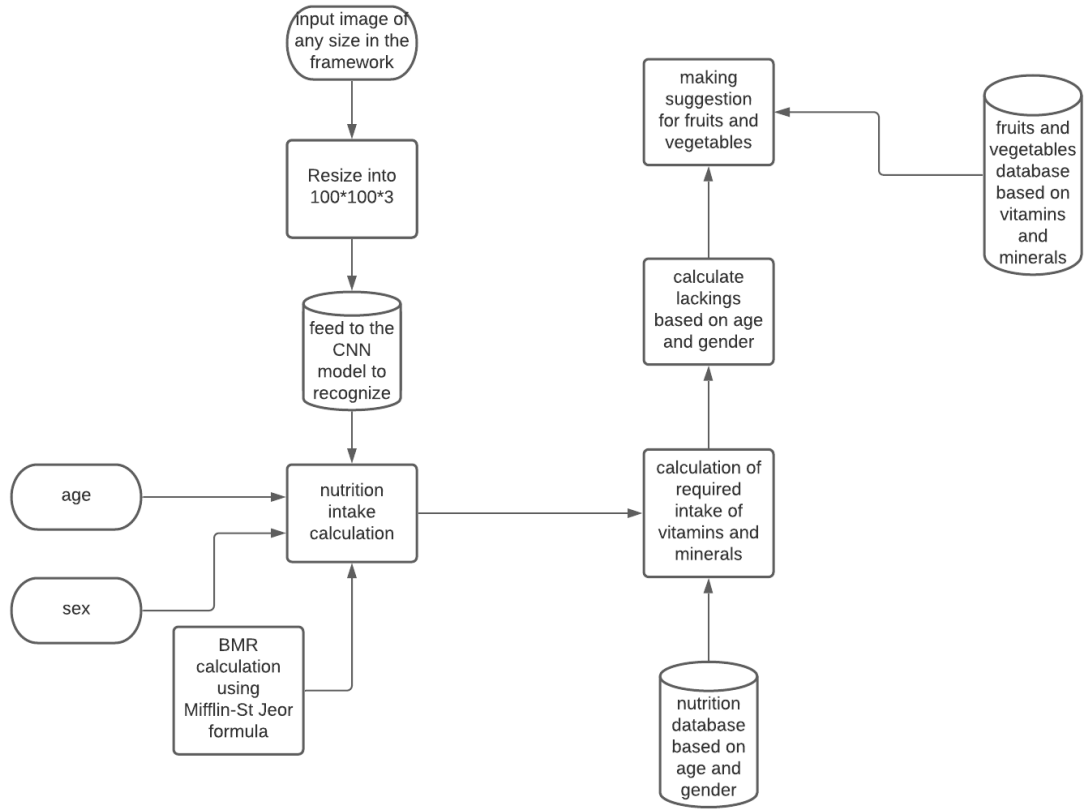 input image of
any size in the
framework
Resize into
100*100*3
feed to the
CNN
model to
recognize
age
sex
nutrition
intake
calculation
BMR
calculation
using
Mifflin-St Jeor
formula
making
suggestion
for fruits and
vegetables
calculate
lackings
based on age
and gender
calculation of
required
intake of
vitamins and
minerals
nutrition
database
based on
age and
gender
fruits and
vegetables
database
based on
vitamins
and
minerals